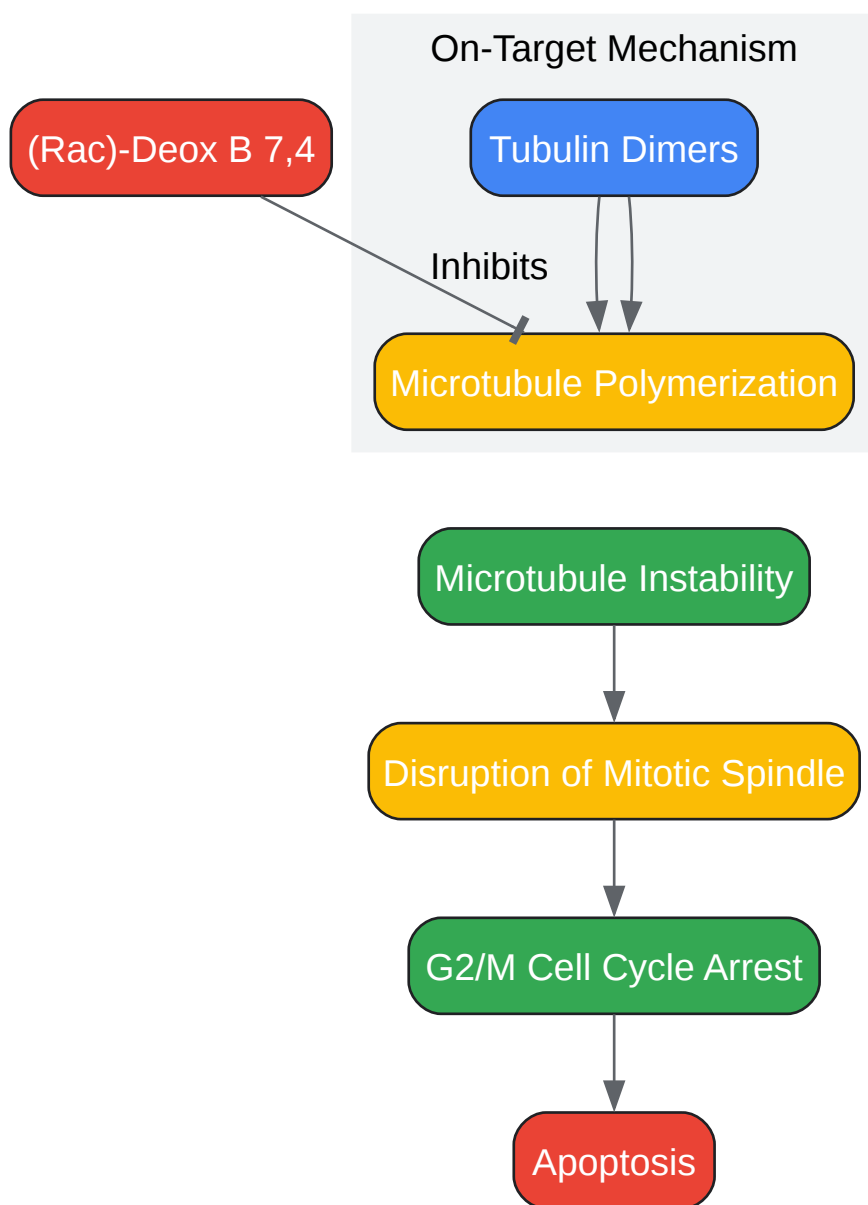 On-Target Mechanism
(Rac)-Deox B 7,4
Tubulin Dimers
Inhibits
Microtubule Polymerization
Microtubule Instability
Disruption of Mitotic Spindle
G2/M Cell Cycle Arrest
Apoptosis